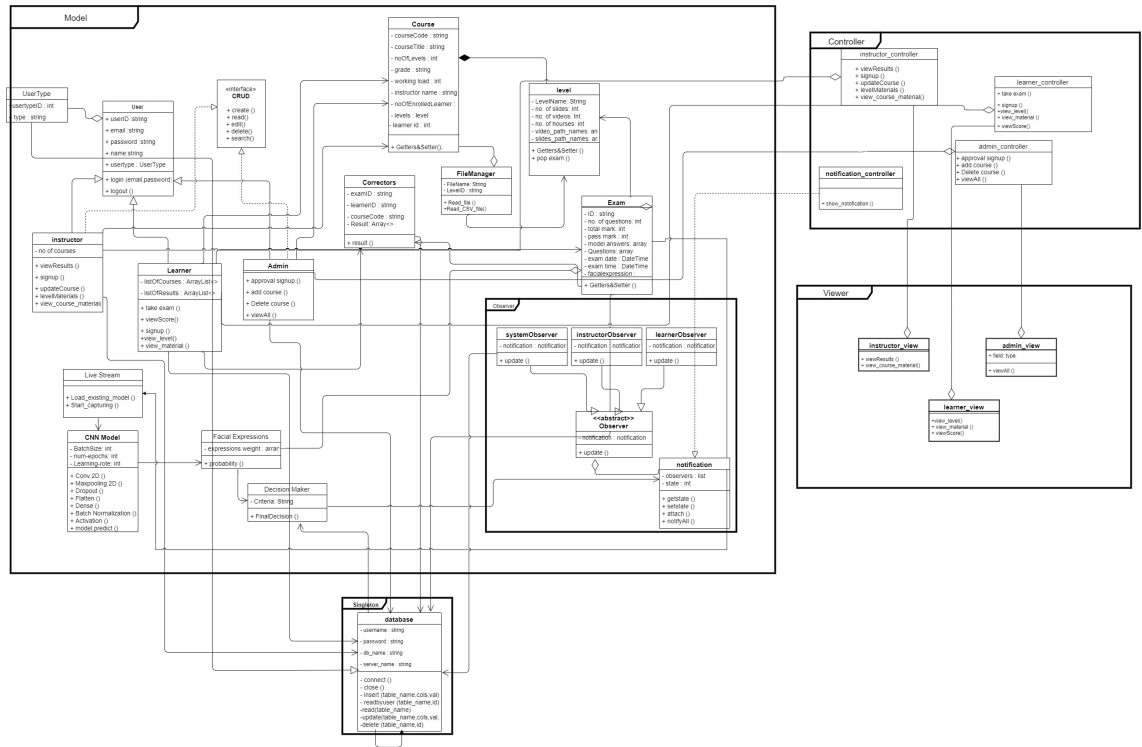 Model
Course
- courseCode : string
- courseTitle : string
- noOfLevels : int
- grade : string
- working load : int
- instructor name : string
- noOfEnrolledLearner :
- levels : level
- learner id : int
+ Getters&Setter():
UserType
-usertypeID : int
- type : string
User
+ userID :string
+ email :string
+ password :string
+ name:string
+ usertype : UserType
+ login (email,password)
+ logout ()
«interface»
CRUD
+ create ()
+ read()
+ edit()
+ delete()
+ search()
level
- LevelName: String
- no. of slides: Int
- no. of videos: Int
- no. of hourses: Int
- video_path_names: arr
- slides_path_names: ar
+ Getters&Setter ()
+ pop exam ()
FileManager
- FileName: String
- LevelID : String
+ Read_file ()
+Read_CSV_file()
Correctors
- examID : string
- learnerID : string
- courseCode : string
- Result: Array<>
+ result ()
Exam
- ID : string
- no. of questions: int
- total mark: int
- pass mark : int
- model answers: array
- Questions: array
- exam date : DateTime
- exam time : DateTime
- facialexpression :
+ Getters&Setter ()
instructor
- no of courses
+ viewResults ()
+ signup ()
+ updateCourse ()
+ levelMaterials ()
+ view_course_material(
Learner
- listOfCourses : ArrayList<>
- listOfResults : ArrayList<>
+ take exam ()
+ viewScore()
+ signup ()
+view_level()
+ view_material ()
Admin
+ approval signup ()
+ add course ()
+ Delete course ()
+ viewAll ()
Observer
systemObserver
- notification : notification
+ update ()
instructorObserver
- notification : notification
+ update ()
learnerObserver
- notification : notification
+ update ()
<<abstract>>
Observer
- notification : notification
+ update ()
notification
- observers : list
- state : int
+ getstate ()
+ setstate ()
+ attach ()
+ notifyAll ()
Live Stream
+ Load_existing_model ()
+ Start_capturing ()
CNN Model
- BatchSize: int
- num-epochs: int
- Learning-rote: int
+ Conv 2D ()
+ Maxpooling 2D ()
+ Dropout ()
+ Flatten ()
+ Dense ()
+ Batch Normalization ()
+ Activation ()
+ model.predict ()
Facial Expressions
- expressions weight : array
+ probability ()
Decision Maker
- Criteria: String
+ FinalDecision ()
Singleton
database
- username : string
- password : string
- db_name : string
- server_name : string
- connect ()
- close ()
- insert (table_name,cols,val)
- readbyuser (table_name,id)
-read(table_name)
-update(table_name,cols,val,
-delete (table_name,id)
Controller
instructor_controller
+ viewResults ()
+ signup ()
+ updateCourse ()
+ levelMaterials ()
+ view_course_material()
learner_controller
+ take exam ()
+ signup ()
+view_level()
+ view_material ()
+ viewScore()
admin_controller
+ approval signup ()
+ add course ()
+ Delete course ()
+ viewAll ()
notification_controller
+ show_notification ()
Viewer
instructor_view
+ viewResults ()
+ view_course_material()
admin_view
+ field: type
+ viewAll ()
learner_view
+view_level()
+ view_material ()
+ viewScore()